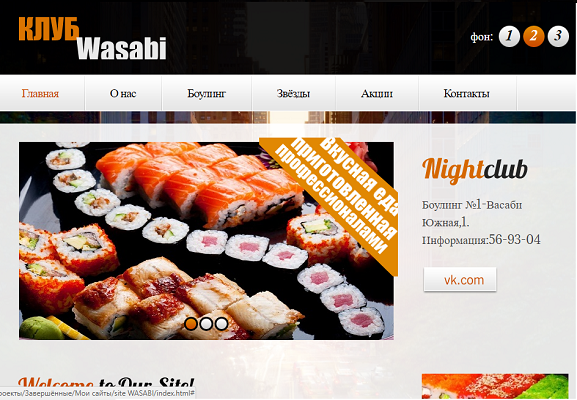 КЛУБ
Wasabi
фон: 1 2 3
Главная О нас Боулинг Звёзды Акции Контакты
Вкусная еда
приготовленная
профессионалами
Nightclub
Боулинг №1-Васаби
Южная,1.
Информация:56-93-04
vk.com
Welcome to Our Site!
роекты/Завершённые/Мои сайты/site WASABI/index.html#